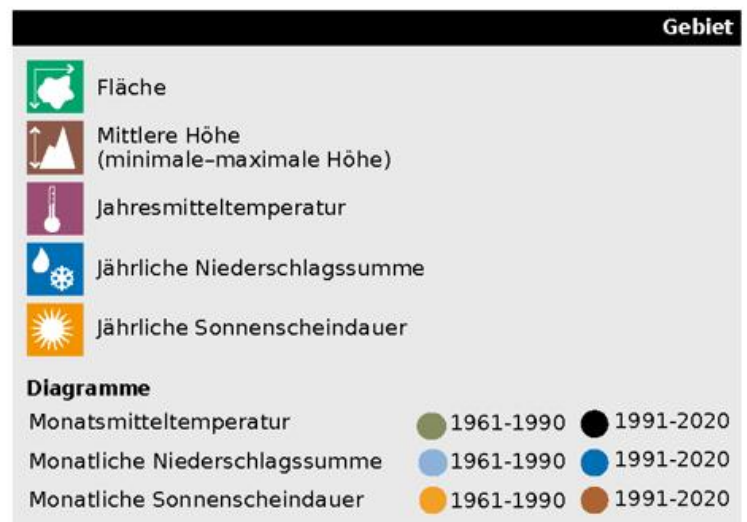 Gebiet
Fläche
Mittlere Höhe
(minimale–maximale Höhe)
Jahresmitteltemperatur
Jährliche Niederschlagssumme
Jährliche Sonnenscheindauer
Diagramme
Monatsmitteltemperatur 1961-1990 1991-2020
Monatliche Niederschlagssumme 1961-1990 1991-2020
Monatliche Sonnenscheindauer 1961-1990 1991-2020